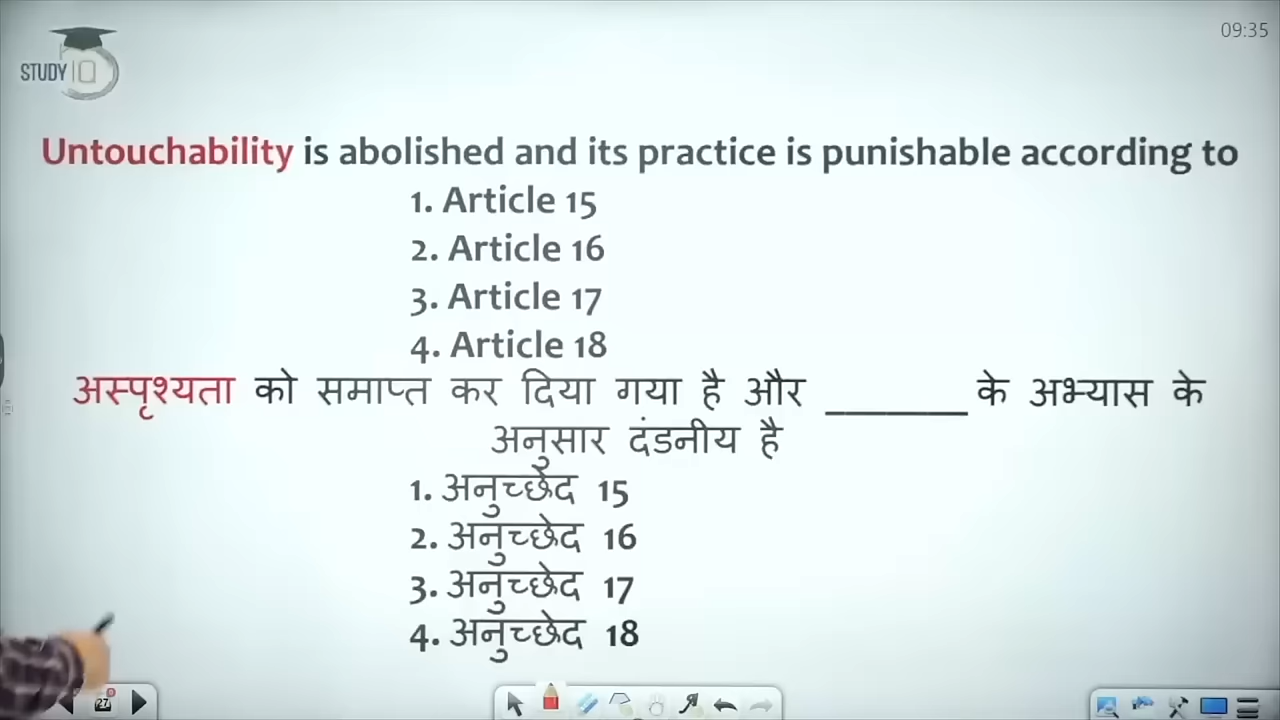 09:35
STUDY IQ
Untouchability is abolished and its practice is punishable according to
1. Article 15
2. Article 16
3. Article 17
4. Article 18
अस्पृश्यता को समाप्त कर दिया गया है और ________ के अभ्यास के
अनुसार दंडनीय है
1. अनुच्छेद 15
2. अनुच्छेद 16
3. अनुच्छेद 17
4. अनुच्छेद 18
27